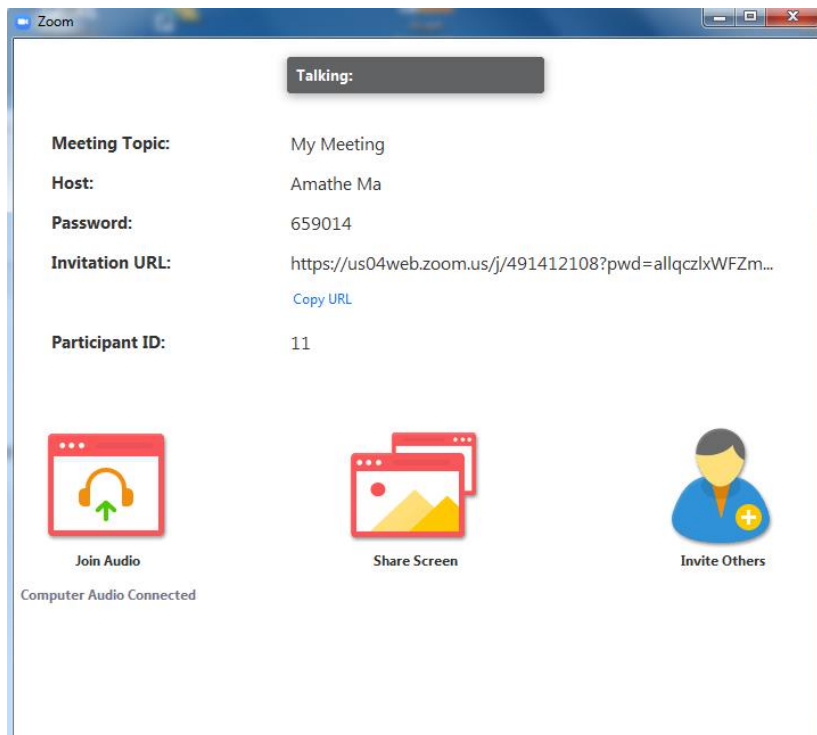 Zoom
Talking:
Meeting Topic: My Meeting
Host: Amathe Ma
Password: 659014
Invitation URL: https://us04web.zoom.us/j/491412108?pwd=allqczlxWFZm...
Copy URL
Participant ID: 11
Join Audio Share Screen Invite Others
Computer Audio Connected